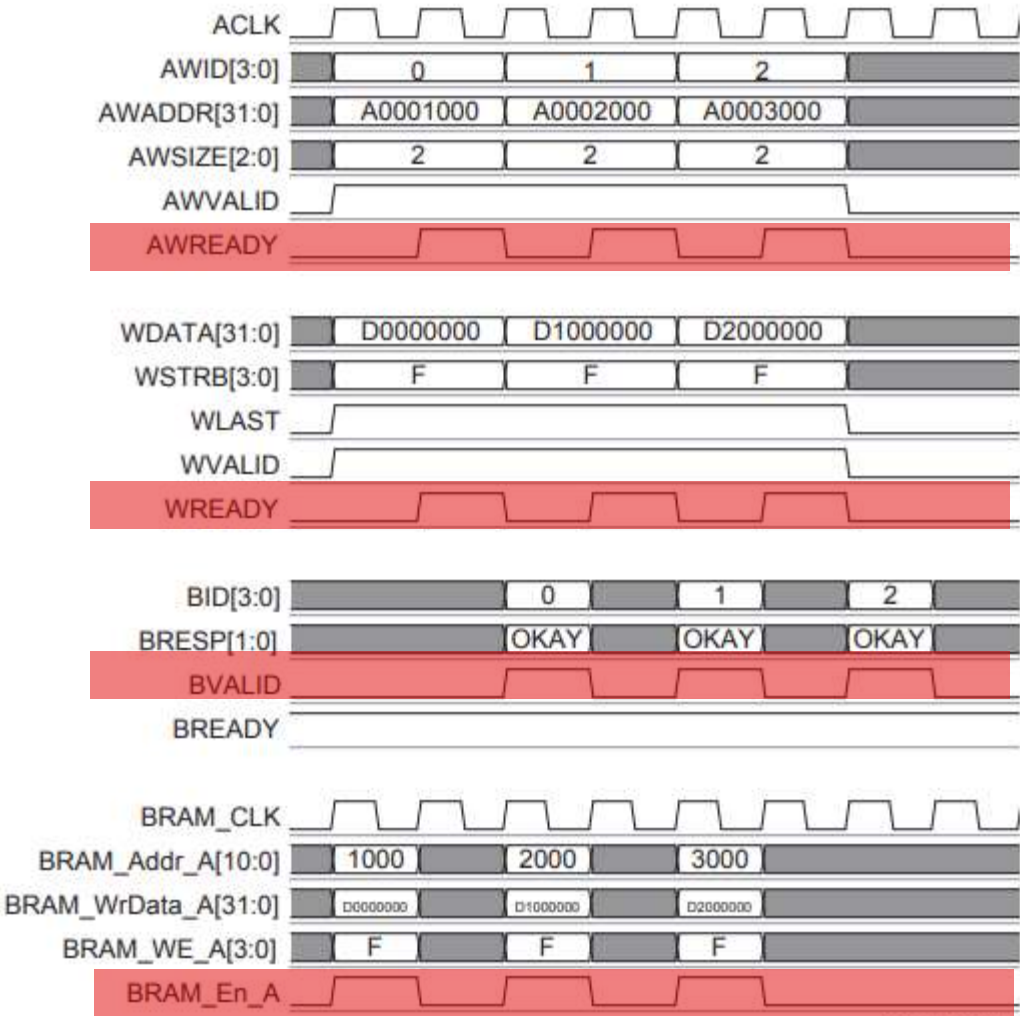 ACLK
AWID[3:0] 0 1 2
AWADDR[31:0] A0001000 A0002000 A0003000
AWSIZE[2:0] 2 2 2
AWVALID
AWREADY
WDATA[31:0] D0000000 D1000000 D2000000
WSTRB[3:0] F F F
WLAST
WVALID
WREADY
BID[3:0] 0 1 2
BRESP[1:0] OKAY OKAY OKAY
BVALID
BREADY
BRAM_CLK
BRAM_Addr_A[10:0] 1000 2000 3000
BRAM_WrData_A[31:0] D0000000 D1000000 D2000000
BRAM_WE_A[3:0] F F F
BRAM_En_A